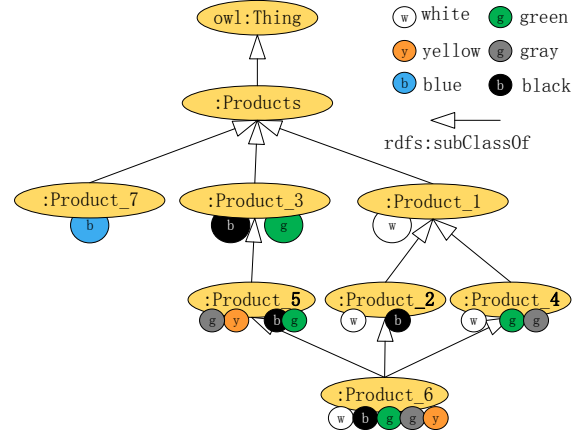 owl:Thing
w white
g green
y yellow
g gray
b blue
b black
:Products
rdfs:subClassOf
:Product_7
:Product_3
:Product_1
b
b
g
w
:Product_5
:Product_2
:Product_4
g y b g
w b
w g g
:Product_6
w b g g y